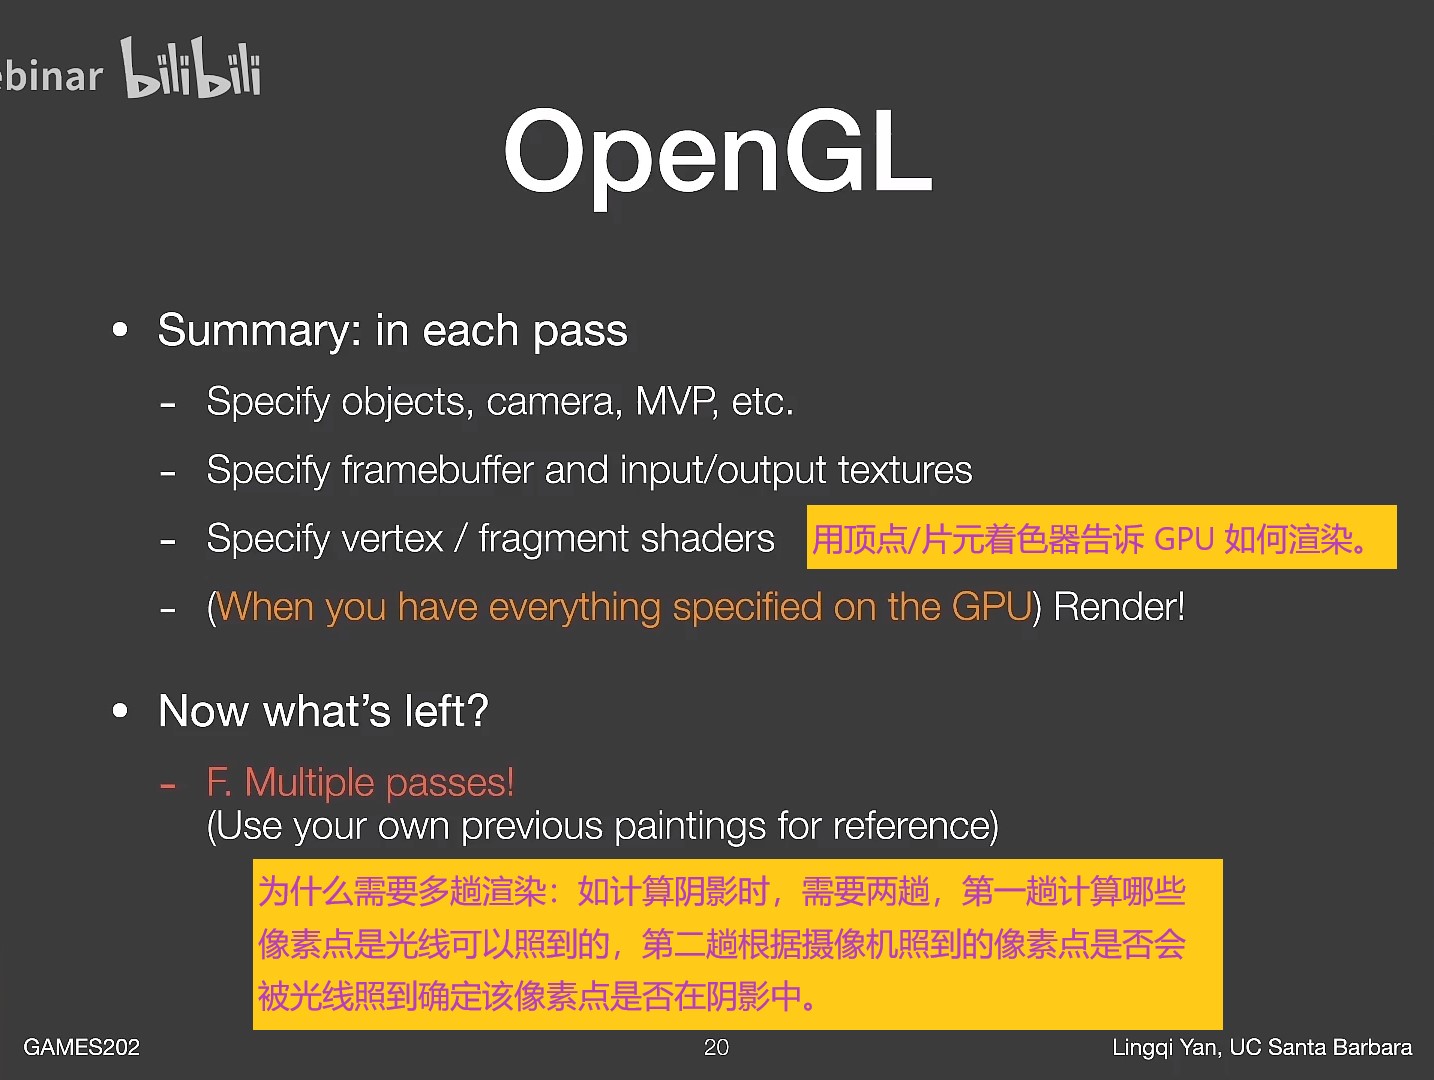 ebinar bilibili
OpenGL
• Summary: in each pass
- Specify objects, camera, MVP, etc.
- Specify framebuffer and input/output textures
- Specify vertex / fragment shaders 用顶点/片元着色器告诉 GPU 如何渲染。
- (When you have everything specified on the GPU) Render!
• Now what's left?
- F. Multiple passes!
(Use your own previous paintings for reference)
为什么需要多趟渲染：如计算阴影时，需要两趟，第一趟计算哪些
像素点是光线可以照到的，第二趟根据摄像机照到的像素点是否会
被光线照到确定该像素点是否在阴影中。
GAMES202 20 Lingqi Yan, UC Santa Barbara